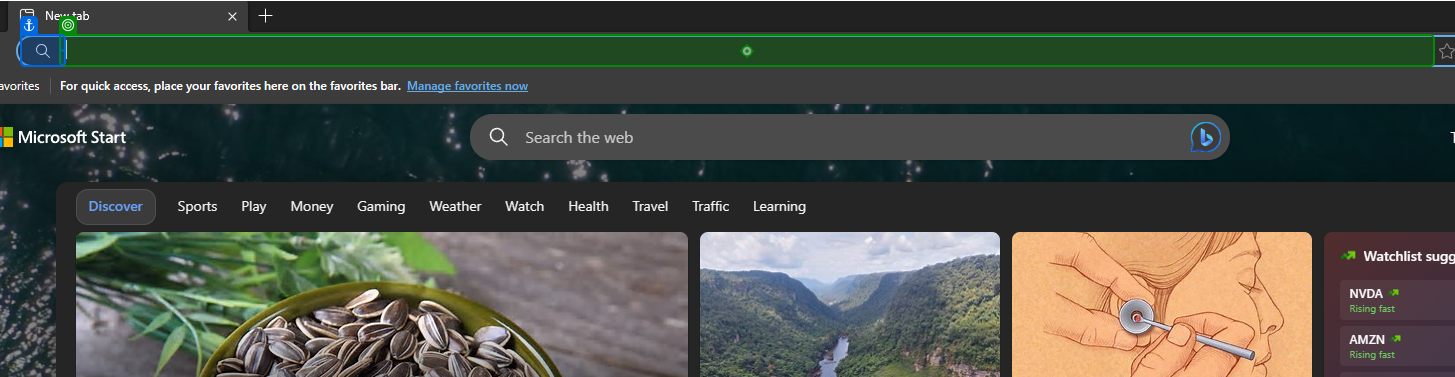 New tab
avorites
For quick access, place your favorites here on the favorites bar. Manage favorites now
Microsoft Start
Search the web
Discover Sports Play Money Gaming Weather Watch Health Travel Traffic Learning
Watchlist sugg
NVDA
Rising fast
AMZN
Rising fast